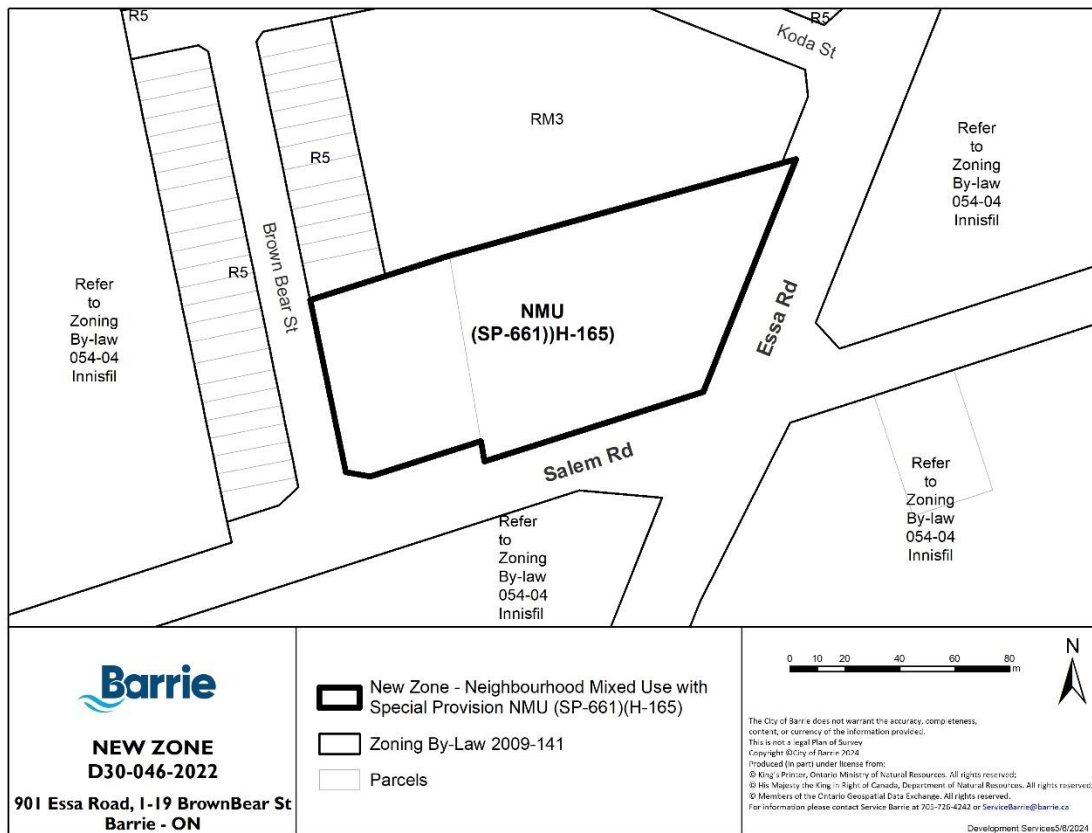 R5
R5
Koda St
RM3
R5
Refer
to
Zoning
By-law
054-04
Innisfil
Brown Bear St
R5
Refer
to
Zoning
By-law
054-04
Innisfil
NMU
(SP-661))H-165)
Essa Rd
Salem Rd
Refer
to
Zoning
By-law
054-04
Innisfil
Refer
to
Zoning
By-law
054-04
Innisfil
Barrie
NEW ZONE
D30-046-2022
901 Essa Road, 1-19 BrownBear St
Barrie - ON
New Zone - Neighbourhood Mixed Use with
Special Provision NMU (SP-661)(H-165)
Zoning By-Law 2009-141
Parcels
0 10 20 40 60 80
m
N
The City of Barrie does not warrant the accuracy, completeness,
content, or currency of the information provided.
This is not a legal Plan of Survey
Copyright ©City of Barrie 2024
Produced (in part) under license from:
© King's Printer, Ontario Ministry of Natural Resources. All rights reserved;
© His Majesty the King in Right of Canada, Department of Natural Resources. All rights reserved;
© Members of the Ontario Geospatial Data Exchange. All rights reserved.
For information please contact Service Barrie at 705-726-4242 or ServiceBarrie@barrie.ca
Development Services5/6/2024